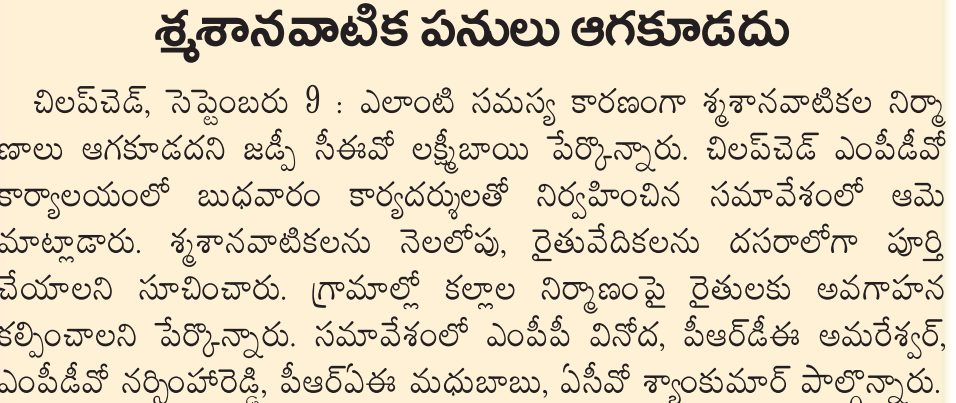 శ్మశానవాటిక పనులు ఆగకూడదు
చిలప్‌చెడ్, సెప్టెంబరు 9 : ఎలాంటి సమస్య కారణంగా శ్మశానవాటికల నిర్మా
ణాలు ఆగకూడదని జడ్పీ సీఈవో లక్ష్మీబాయి పేర్కొన్నారు. చిలప్‌చెడ్ ఎంపీడీవో
కార్యాలయంలో బుధవారం కార్యదర్శులతో నిర్వహించిన సమావేశంలో ఆమె
మాట్లాడారు. శ్మశానవాటికలను నెలలోపు, రైతువేదికలను దసరాలోగా పూర్తి
చేయాలని సూచించారు. గ్రామాల్లో కల్లాల నిర్మాణంపై రైతులకు అవగాహన
కల్పించాలని పేర్కొన్నారు. సమావేశంలో ఎంపీపీ వినోద, పీఆర్‌డీఈ అమరేశ్వర్,
ఎంపీడీవో నర్సింహారెడ్డి, పీఆర్ఏఈ మధుబాబు, ఏపీవో శ్యాంకుమార్ పాల్గొన్నారు.